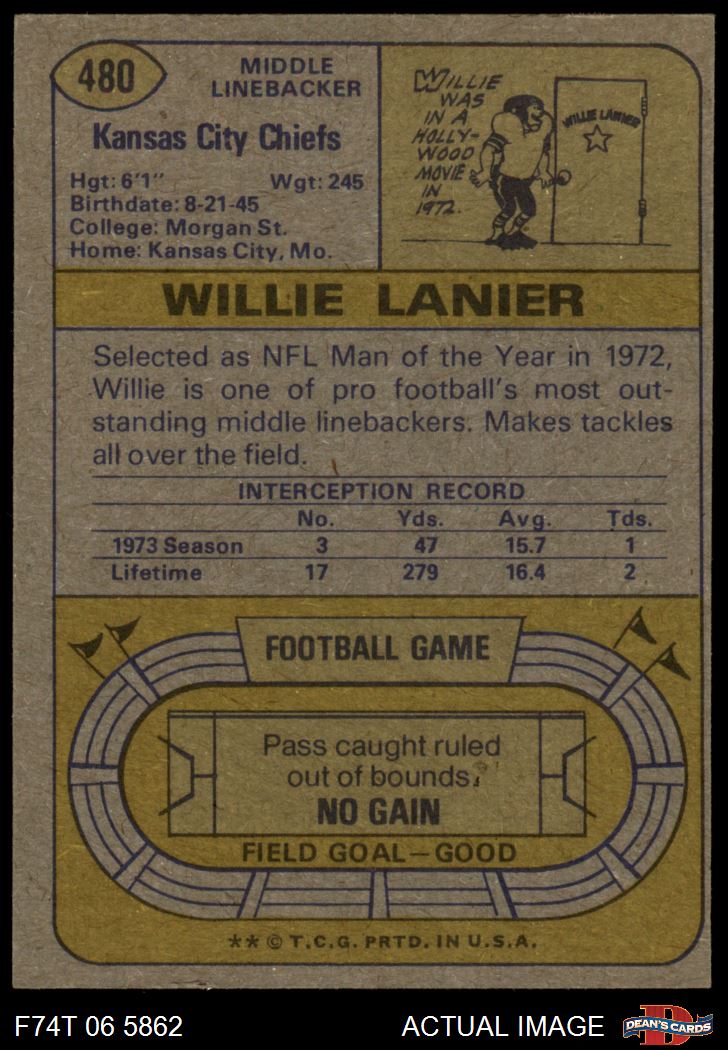 480
MIDDLE
LINEBACKER
Kansas City Chiefs
Hgt: 6'1" Wgt: 245
Birthdate: 8-21-45
College: Morgan St.
Home: Kansas City, Mo.
WILLIE
WAS
IN A
HOLLY-
WOOD
MOVIE
IN
1972.
WILLIE LANIER
WILLIE LANIER
Selected as NFL Man of the Year in 1972,
Willie is one of pro football's most out-
standing middle linebackers. Makes tackles
all over the field.
INTERCEPTION RECORD
No. Yds. Avg. Tds.
1973 Season 3 47 15.7 1
Lifetime 17 279 16.4 2
FOOTBALL GAME
Pass caught ruled
out of bounds.
NO GAIN
FIELD GOAL—GOOD
** © T.C.G. PRTD. IN U.S.A.
F74T 06 5862 ACTUAL IMAGE
D
DEAN'S CARDS